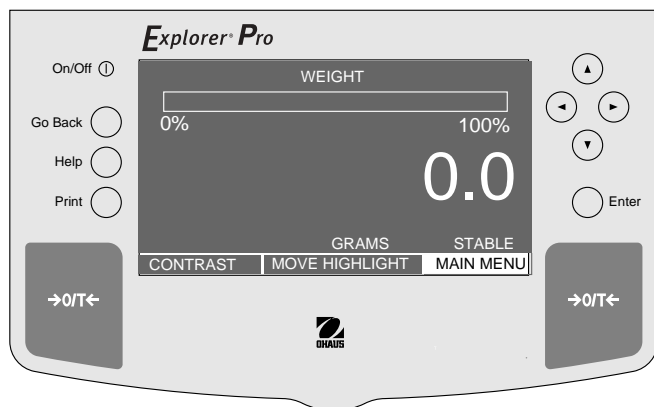 Explorer® Pro
On/Off
WEIGHT
Go Back
0% 100%
Help
0.0
Print
Enter
GRAMS STABLE
CONTRAST MOVE HIGHLIGHT MAIN MENU
→0/T← →0/T←
OHAUS